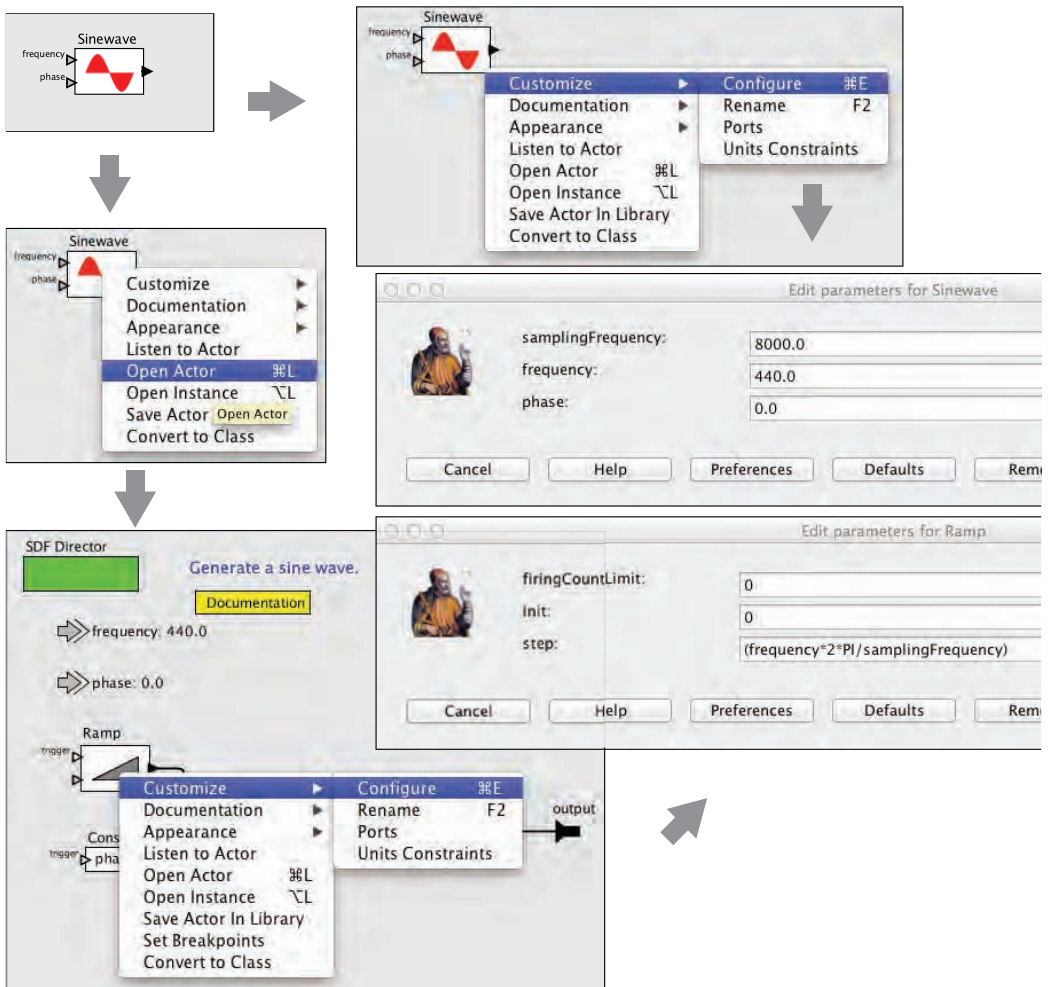 Sinewave
frequency
phase
Sinewave
frequency
phase
Customize
Documentation
Appearance
Listen to Actor
Open Actor ⌘L
Open Instance ⌥L
Save Actor In Library
Convert to Class
Configure ⌘E
Rename F2
Ports
Units Constraints
Sinewave
frequency
phase
Customize
Documentation
Appearance
Listen to Actor
Open Actor ⌘L
Open Instance ⌥L
Save Actor Open Actor
Convert to Class
Edit parameters for Sinewave
samplingFrequency: 8000.0
frequency: 440.0
phase: 0.0
Cancel Help Preferences Defaults Rem
Edit parameters for Ramp
firingCountLimit: 0
init: 0
step: (frequency*2*PI/samplingFrequency)
Cancel Help Preferences Defaults Rem
SDF Director
Generate a sine wave.
Documentation
frequency: 440.0
phase: 0.0
Ramp
trigger
Cons
trigger
pha
Customize
Documentation
Appearance
Listen to Actor
Open Actor ⌘L
Open Instance ⌥L
Save Actor In Library
Set Breakpoints
Convert to Class
Configure ⌘E
Rename F2
Ports
Units Constraints
output